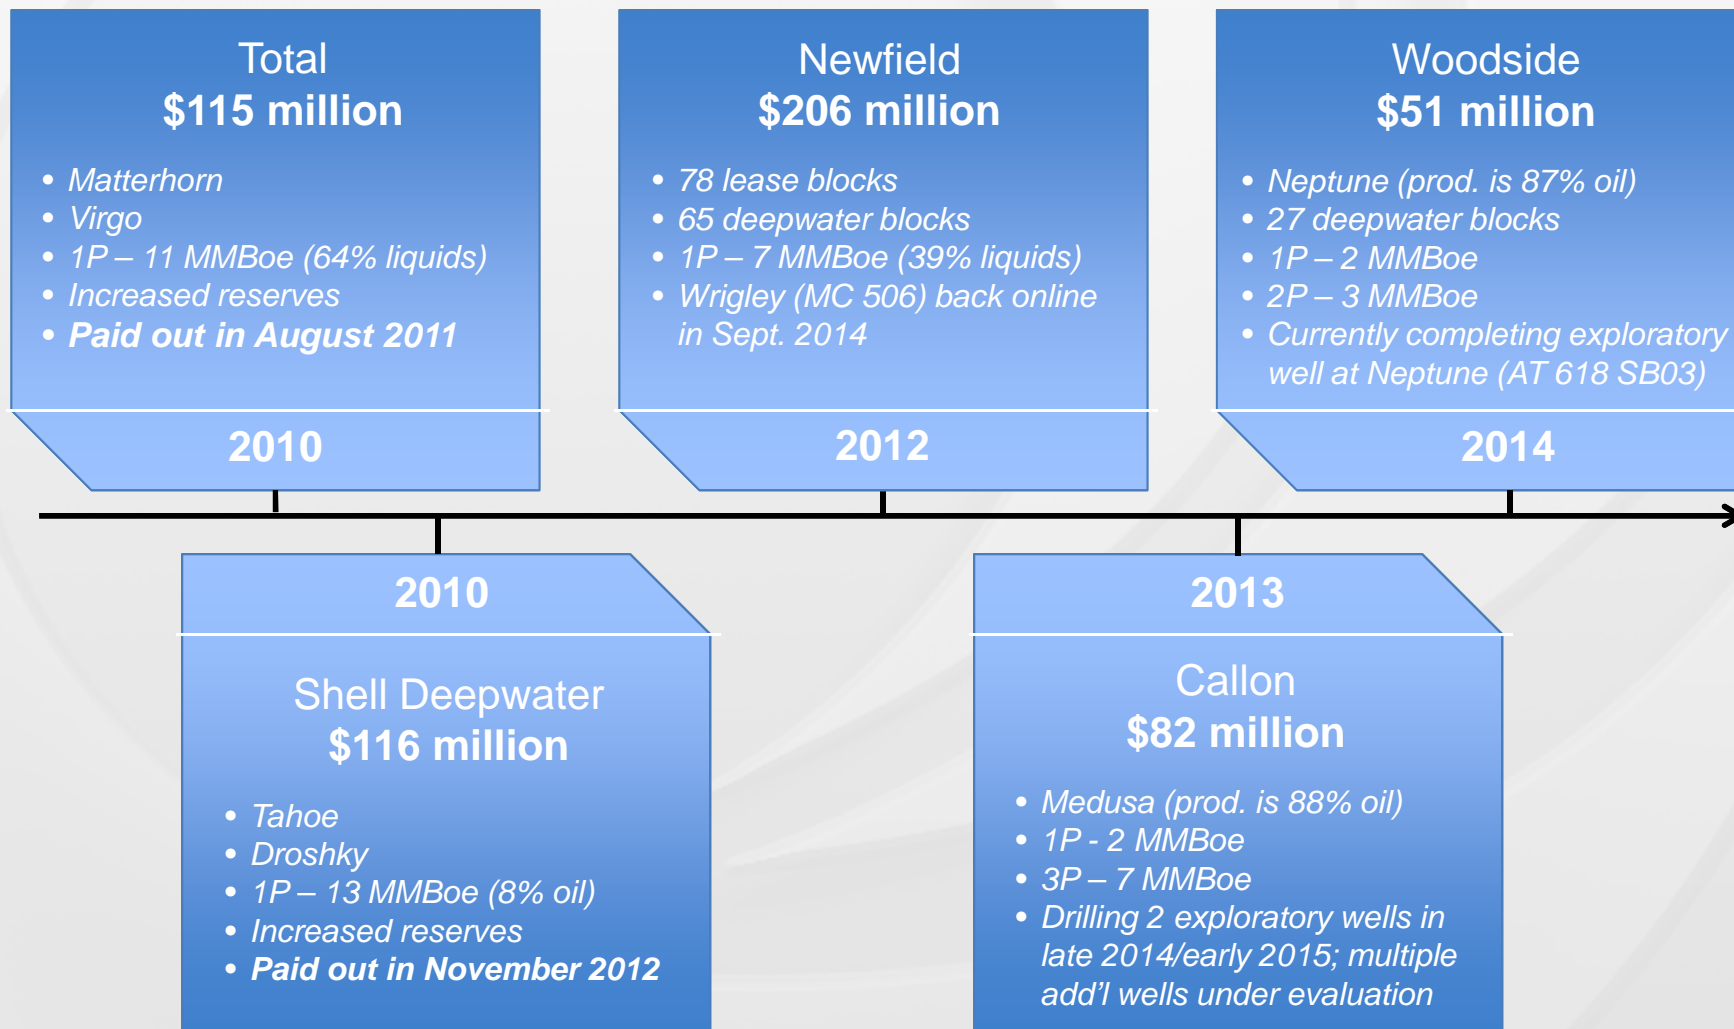 Total
$115 million
• Matterhorn
• Virgo
• 1P – 11 MMBoe (64% liquids)
• Increased reserves
• Paid out in August 2011
2010
Newfield
$206 million
• 78 lease blocks
• 65 deepwater blocks
• 1P – 7 MMBoe (39% liquids)
• Wrigley (MC 506) back online
in Sept. 2014
2012
Woodside
$51 million
• Neptune (prod. is 87% oil)
• 27 deepwater blocks
• 1P – 2 MMBoe
• 2P – 3 MMBoe
• Currently completing exploratory
well at Neptune (AT 618 SB03)
2014
2010
Shell Deepwater
$116 million
• Tahoe
• Droshky
• 1P – 13 MMBoe (8% oil)
• Increased reserves
• Paid out in November 2012
2013
Callon
$82 million
• Medusa (prod. is 88% oil)
• 1P - 2 MMBoe
• 3P – 7 MMBoe
• Drilling 2 exploratory wells in
late 2014/early 2015; multiple
add’l wells under evaluation